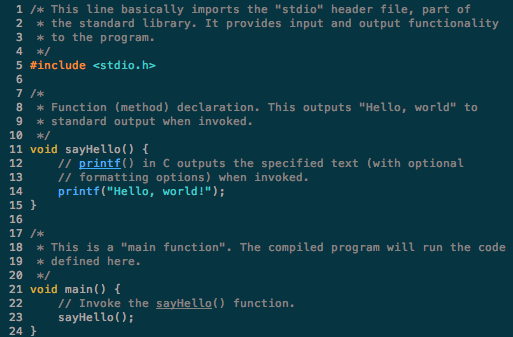 1 /* This line basically imports the "stdio" header file, part of
2  * the standard library. It provides input and output functionality
3  * to the program.
4  */
5 #include <stdio.h>
6
7 /*
8  * Function (method) declaration. This outputs "Hello, world" to
9  * standard output when invoked.
10  */
11 void sayHello() {
12     // printf() in C outputs the specified text (with optional
13     // formatting options) when invoked.
14     printf("Hello, world!");
15 }
16
17 /*
18  * This is a "main function". The compiled program will run the code
19  * defined here.
20  */
21 void main() {
22     // Invoke the sayHello() function.
23     sayHello();
24 }